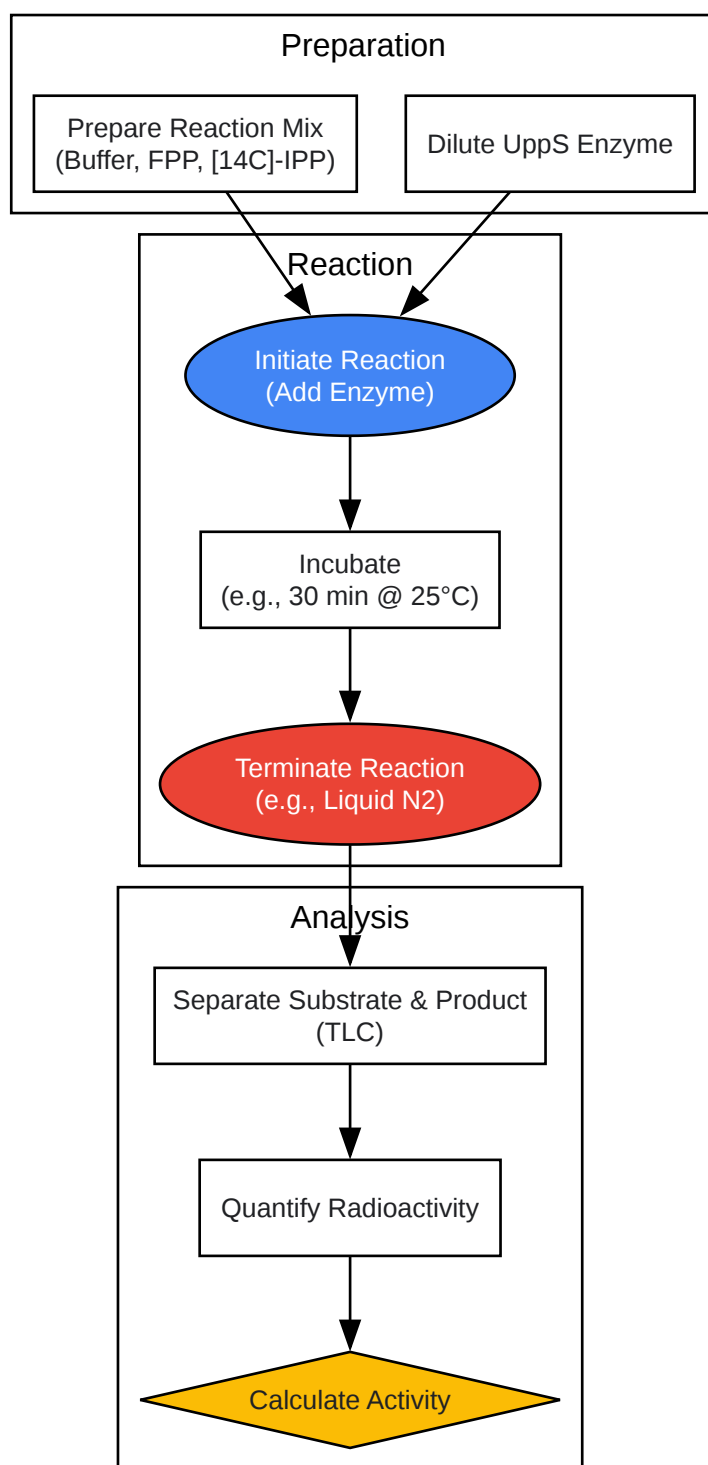 Preparation
Prepare Reaction Mix
(Buffer, FPP, [14C]-IPP)
Dilute UppS Enzyme
Reaction
Initiate Reaction
(Add Enzyme)
Incubate
(e.g., 30 min @ 25°C)
Terminate Reaction
(e.g., Liquid N2)
Analysis
Separate Substrate & Product
(TLC)
Quantify Radioactivity
Calculate Activity